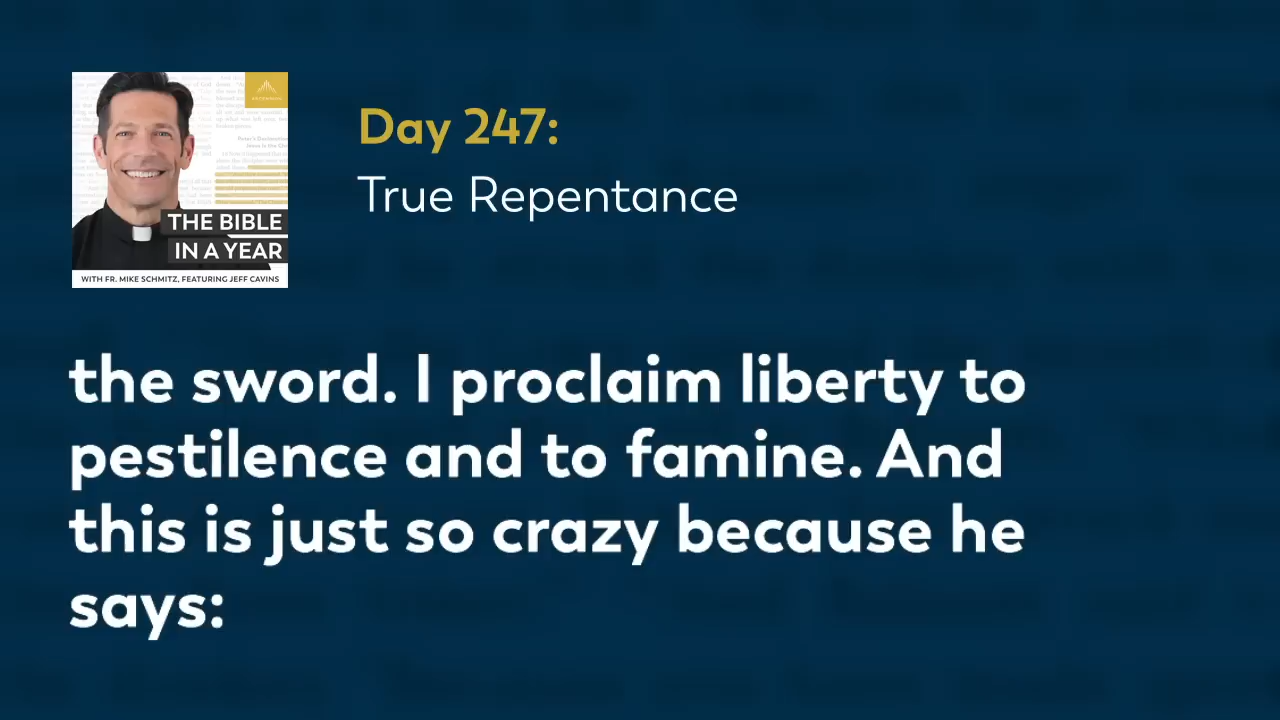 Day 247:
True Repentance
THE BIBLE
IN A YEAR
WITH FR. MIKE SCHMITZ, FEATURING JEFF CAVINS
the sword. I proclaim liberty to
pestilence and to famine. And
this is just so crazy because he
says: